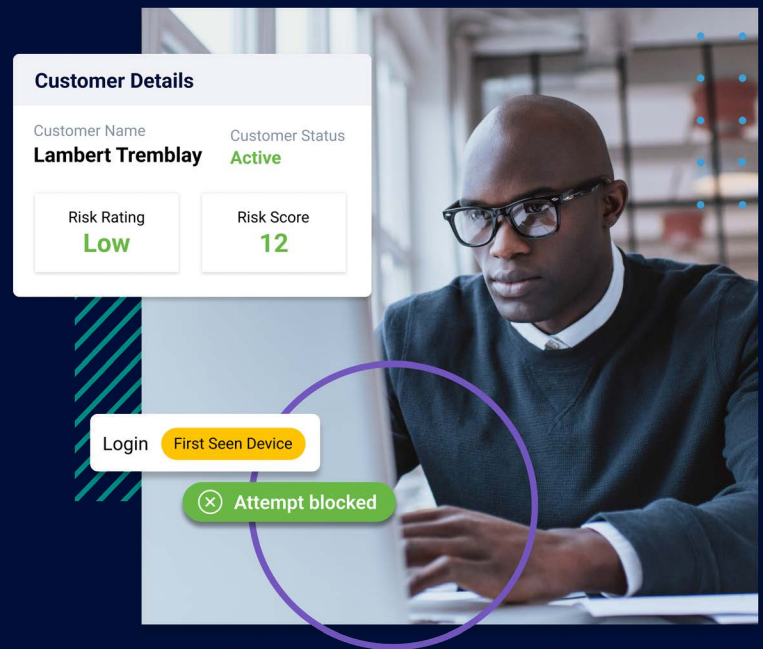 Customer Details
Customer Name
Customer Status
Lambert Tremblay
Active
Risk Rating
Risk Score
Low
12
Login
First Seen Device
Attempt blocked